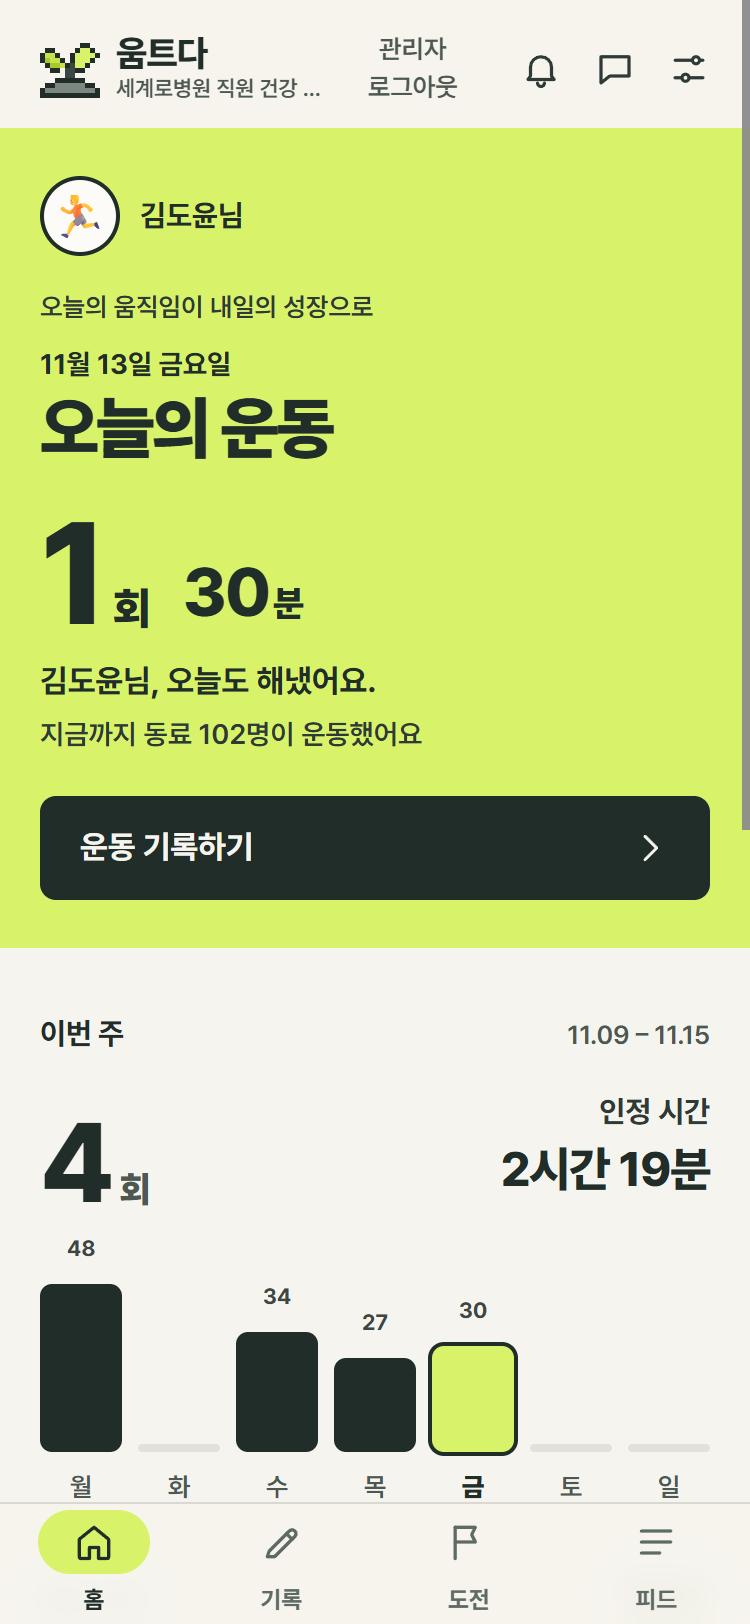 움트다
세계로병원 직원 건강 ...
관리자
로그아웃
김도윤님
오늘의 움직임이 내일의 성장으로
11월 13일 금요일
오늘의 운동
1회 30분
김도윤님, 오늘도 해냈어요.
지금까지 동료 102명이 운동했어요
운동 기록하기
이번 주 11.09 – 11.15
인정 시간
4회 2시간 19분
48 34 27 30
월 화 수 목 금 토 일
홈 기록 도전 피드